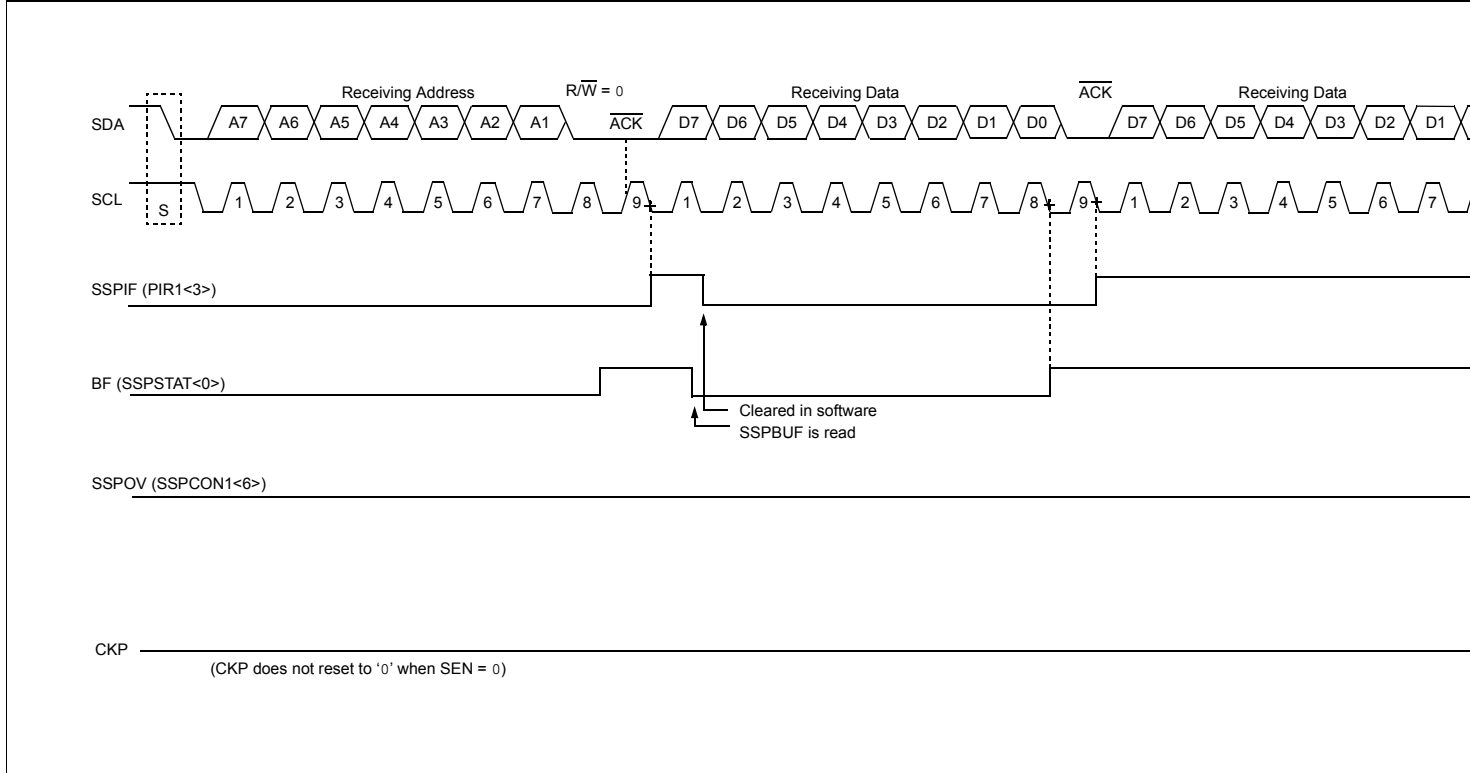 Receiving Address R/W = 0 Receiving Data ACK Receiving Data
SDA A7 A6 A5 A4 A3 A2 A1 ACK D7 D6 D5 D4 D3 D2 D1 D0 D7 D6 D5 D4 D3 D2 D1
SCL S 1 2 3 4 5 6 7 8 9 1 2 3 4 5 6 7 8 9 1 2 3 4 5 6 7
SSPIF (PIR1<3>)
BF (SSPSTAT<0>)
Cleared in software
SSPBUF is read
SSPOV (SSPCON1<6>)
CKP
(CKP does not reset to ‘0’ when SEN = 0)